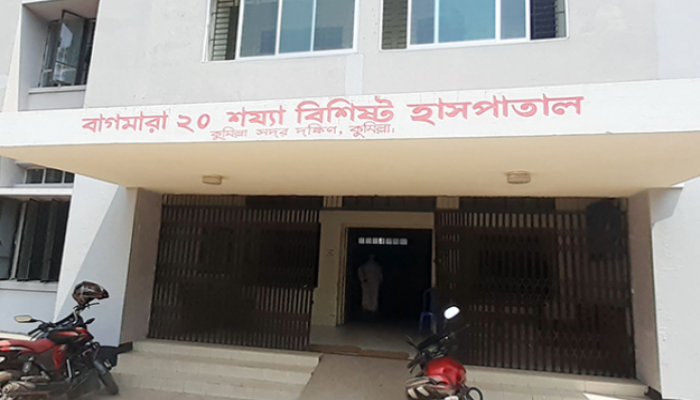 বাগমারা ২০ শয্যা বিশিষ্ট হাসপাতাল
কুমিল্লা সদর দক্ষিণ, কুমিল্লা।